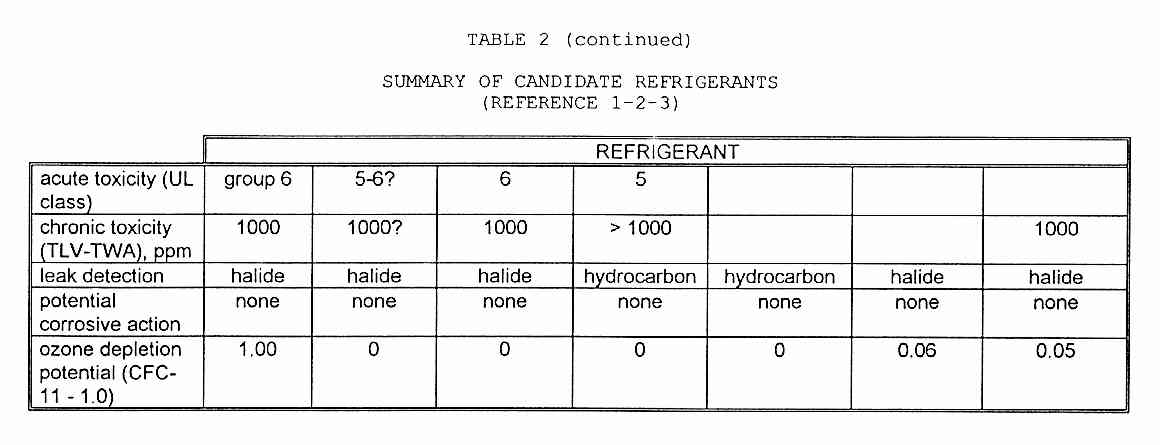 TABLE 2 (continued)
SUMMARY OF CANDIDATE REFRIGERANTS
(REFERENCE 1-2-3)
REFRIGERANT
acute toxicity (UL class) group 6 5-6? 6 5
chronic toxicity (TLV-TWA), ppm 1000 1000? 1000 > 1000 1000
leak detection halide halide halide hydrocarbon hydrocarbon halide halide
potential corrosive action none none none none none none none
ozone depletion potential (CFC-11 - 1.0) 1.00 0 0 0 0 0.06 0.05